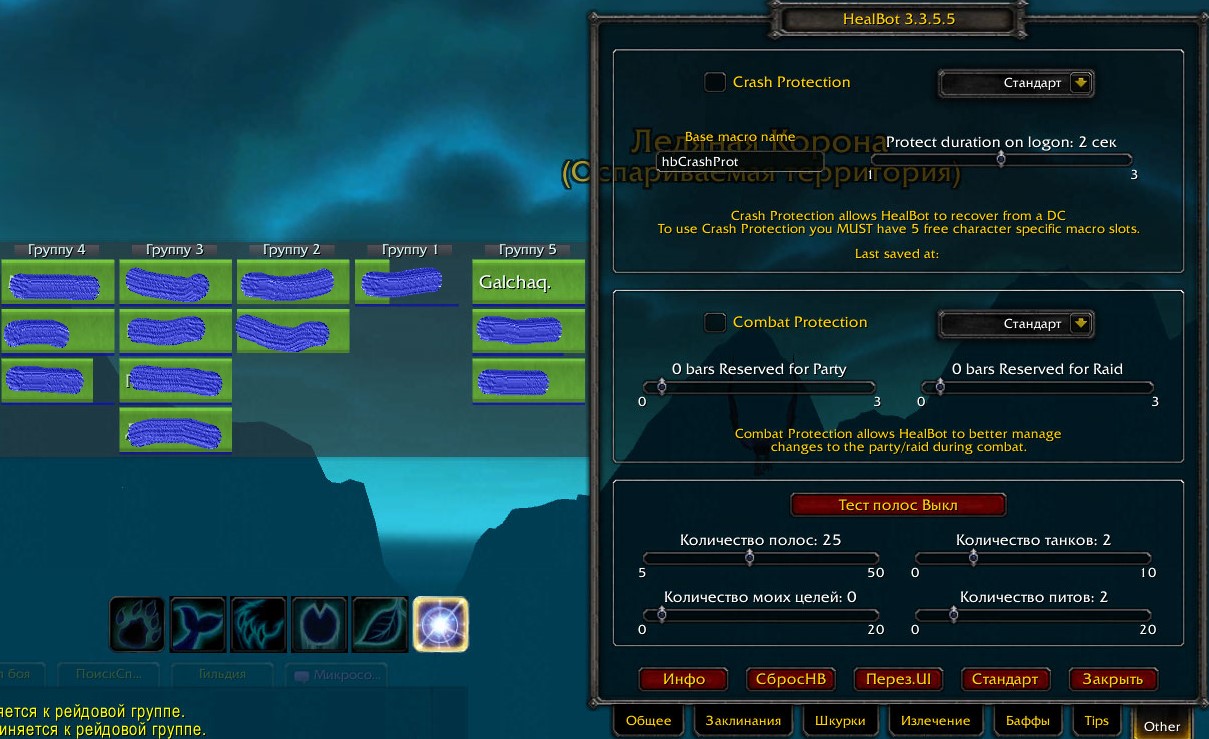 HealBot 3.3.5.5
Crash Protection
Стандарт
Ледяная Корона
(Оспариваемая территория)
Base macro name
hbCrashProt
Protect duration on logon: 2 сек
1
3
Crash Protection allows HealBot to recover from a DC
To use Crash Protection you MUST have 5 free character specific macro slots.
Last saved at:
Группу 4
Группу 3
Группу 2
Группу 1
Группу 5
Galchaq.
Combat Protection
Стандарт
0 bars Reserved for Party
0 bars Reserved for Raid
0
3
0
3
Combat Protection allows HealBot to better manage
changes to the party/raid during combat.
Тест полос Выкл
Количество полос: 25
Количество танков: 2
5
50
0
10
Количество моих целей: 0
Количество питов: 2
0
20
0
20
боя
ПоискСп...
Гильдия
Микросо...
Инфо
СбросHB
Перез.UI
Стандарт
Закрыть
яется к рейдовой группе.
иняется к рейдовой группе.
Общее
Заклинания
Шкурки
Излечение
Баффы
Tips
Other